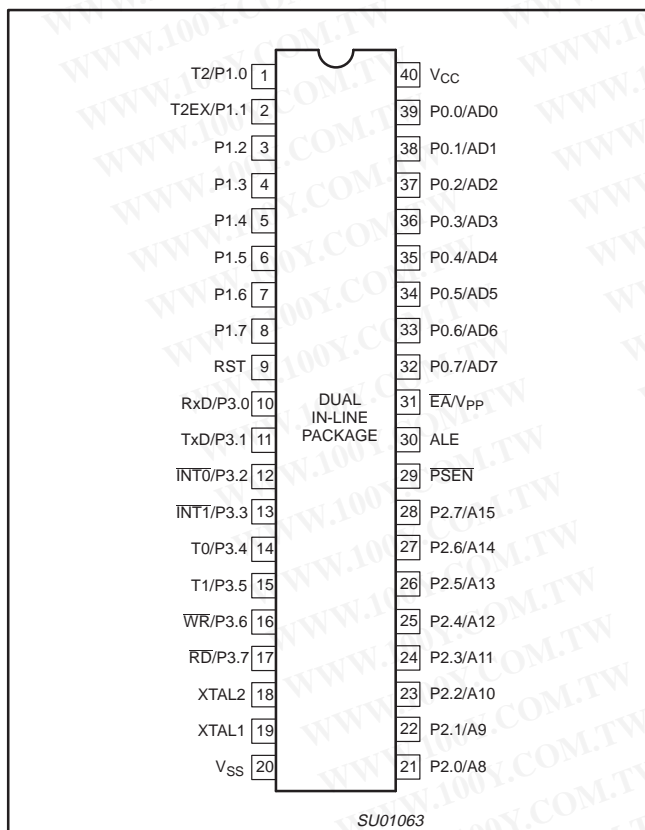 T2/P1.0 1 40 VCC
T2EX/P1.1 2 39 P0.0/AD0
P1.2 3 38 P0.1/AD1
P1.3 4 37 P0.2/AD2
P1.4 5 36 P0.3/AD3
P1.5 6 35 P0.4/AD4
P1.6 7 34 P0.5/AD5
P1.7 8 33 P0.6/AD6
RST 9 32 P0.7/AD7
RxD/P3.0 10 31 E̅A̅/VPP
TxD/P3.1 11 30 ALE
I̅N̅T̅0̅/P3.2 12 29 P̅S̅E̅N̅
I̅N̅T̅1̅/P3.3 13 28 P2.7/A15
T0/P3.4 14 27 P2.6/A14
T1/P3.5 15 26 P2.5/A13
W̅R̅/P3.6 16 25 P2.4/A12
R̅D̅/P3.7 17 24 P2.3/A11
XTAL2 18 23 P2.2/A10
XTAL1 19 22 P2.1/A9
VSS 20 21 P2.0/A8
DUAL
IN-LINE
PACKAGE
SU01063
WWW.100Y.COM.TW